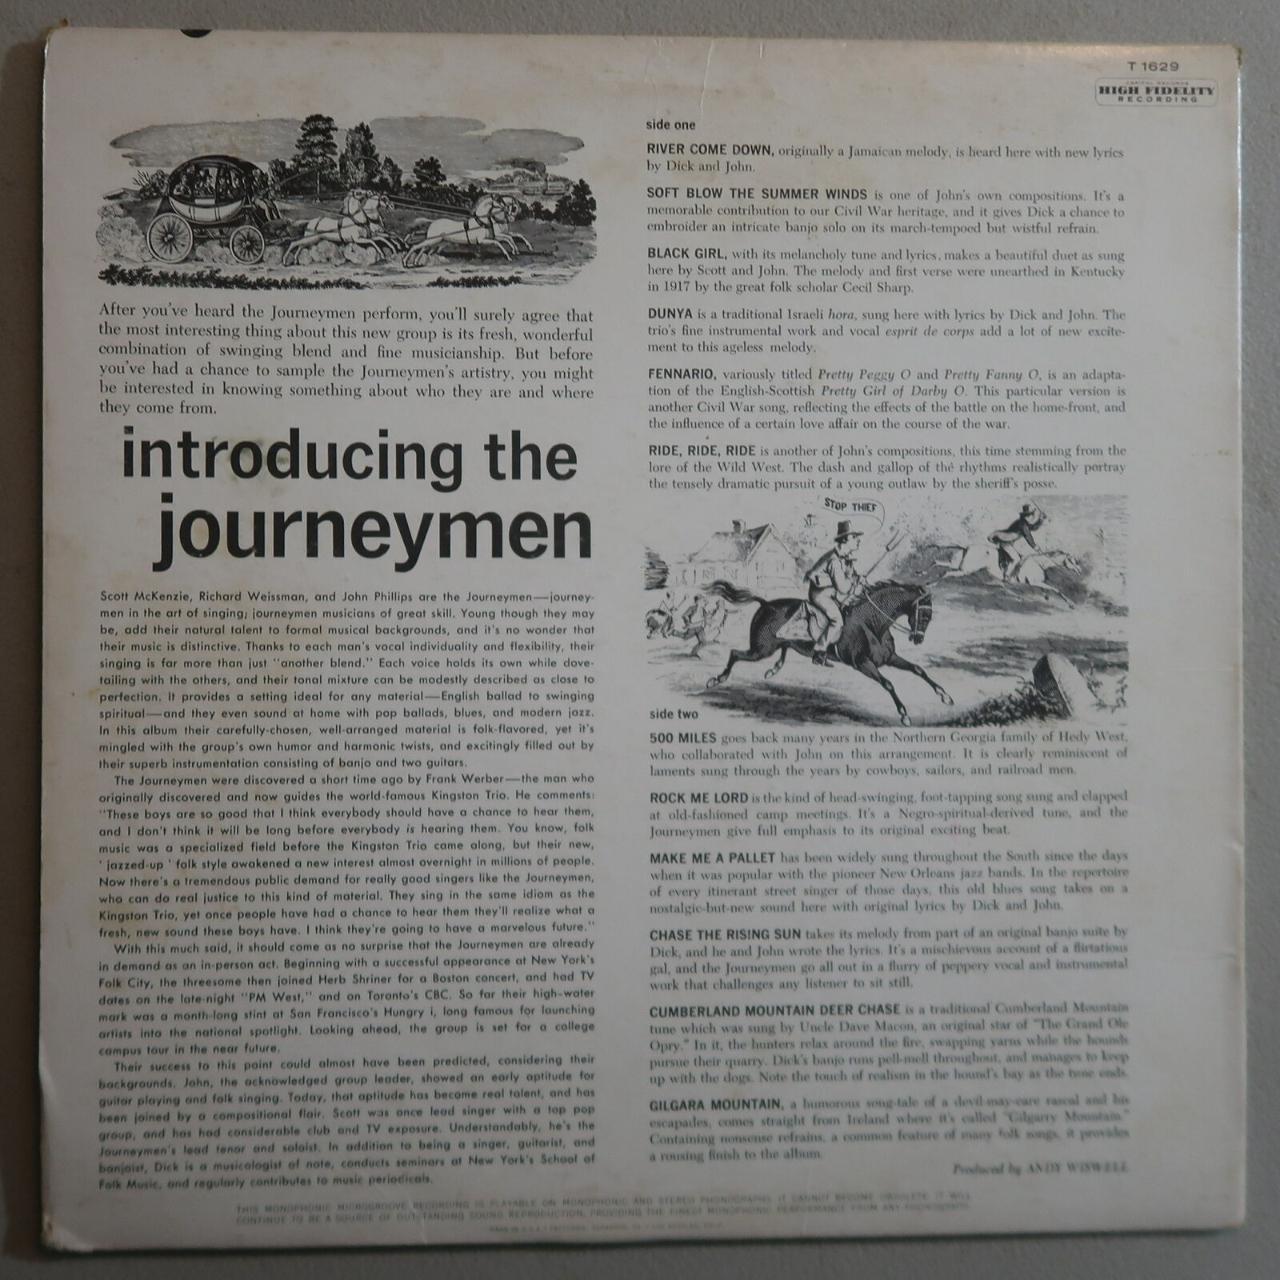 T 1629
CAPITOL RECORDS
HIGH FIDELITY
RECORDING
After you've heard the Journeymen perform, you'll surely agree that
the most interesting thing about this new group is its fresh, wonderful
combination of swinging blend and fine musicianship. But before
you've had a chance to sample the Journeymen's artistry, you might
be interested in knowing something about who they are and where
they come from.
introducing the
journeymen
Scott McKenzie, Richard Weissman, and John Phillips are the Journeymen—journey-
men in the art of singing; journeymen musicians of great skill. Young though they may
be, add their natural talent to formal musical backgrounds, and it's no wonder that
their music is distinctive. Thanks to each man's vocal individuality and flexibility, their
singing is far more than just "another blend." Each voice holds its own while dove-
tailing with the others, and their tonal mixture can be modestly described as close to
perfection. It provides a setting ideal for any material—English ballad to swinging
spiritual—and they even sound at home with pop ballads, blues, and modern jazz.
In this album their carefully-chosen, well-arranged material is folk-flavored, yet it's
mingled with the group's own humor and harmonic twists, and excitingly filled out by
their superb instrumentation consisting of banjo and two guitars.
The Journeymen were discovered a short time ago by Frank Werber—the man who
originally discovered and now guides the world-famous Kingston Trio. He comments:
"These boys are so good that I think everybody should have a chance to hear them,
and I don't think it will be long before everybody is hearing them. You know, folk
music was a specialized field before the Kingston Trio came along, but their new,
'jazzed-up' folk style awakened a new interest almost overnight in millions of people.
Now there's a tremendous public demand for really good singers like the Journeymen,
who can do real justice to this kind of material. They sing in the same idiom as the
Kingston Trio, yet once people have had a chance to hear them they'll realize what a
fresh, new sound these boys have. I think they're going to have a marvelous future."
With this much said, it should come as no surprise that the Journeymen are already
in demand as an in-person act. Beginning with a successful appearance at New York's
Folk City, the threesome then joined Herb Shriner for a Boston concert, and had TV
dates on the late-night "PM West," and on Toronto's CBC. So far their high-water
mark was a month-long stint at San Francisco's Hungry i, long famous for launching
artists into the national spotlight. Looking ahead, the group is set for a college
campus tour in the near future.
Their success to this point could almost have been predicted, considering their
backgrounds. John, the acknowledged group leader, showed an early aptitude for
guitar playing and folk singing. Today, that aptitude has become real talent, and has
been joined by a compositional flair. Scott was once lead singer with a top pop
group, and has had considerable club and TV exposure. Understandably, he's the
Journeymen's lead tenor and soloist. In addition to being a singer, guitarist, and
banjoist, Dick is a musicologist of note, conducts seminars at New York's School of
Folk Music, and regularly contributes to music periodicals.
side one
RIVER COME DOWN, originally a Jamaican melody, is heard here with new lyrics
by Dick and John.
SOFT BLOW THE SUMMER WINDS is one of John's own compositions. It's a
memorable contribution to our Civil War heritage, and it gives Dick a chance to
embroider an intricate banjo solo on its march-tempoed but wistful refrain.
BLACK GIRL, with its melancholy tune and lyrics, makes a beautiful duet as sung
here by Scott and John. The melody and first verse were unearthed in Kentucky
in 1917 by the great folk scholar Cecil Sharp.
DUNYA is a traditional Israeli hora, sung here with lyrics by Dick and John. The
trio's fine instrumental work and vocal esprit de corps add a lot of new excite-
ment to this ageless melody.
FENNARIO, variously titled Pretty Peggy O and Pretty Fanny O, is an adapta-
tion of the English-Scottish Pretty Girl of Darby O. This particular version is
another Civil War song, reflecting the effects of the battle on the home-front, and
the influence of a certain love affair on the course of the war.
RIDE, RIDE, RIDE is another of John's compositions, this time stemming from the
lore of the Wild West. The dash and gallop of the rhythms realistically portray
the tensely dramatic pursuit of a young outlaw by the sheriff's posse.
STOP THIEF
side two
500 MILES goes back many years in the Northern Georgia family of Hedy West,
who collaborated with John on this arrangement. It is clearly reminiscent of
laments sung through the years by cowboys, sailors, and railroad men.
ROCK ME LORD is the kind of head-swinging, foot-tapping song sung and clapped
at old-fashioned camp meetings. It's a Negro-spiritual-derived tune, and the
Journeymen give full emphasis to its original exciting beat.
MAKE ME A PALLET has been widely sung throughout the South since the days
when it was popular with the pioneer New Orleans jazz bands. In the repertoire
of every itinerant street singer of those days, this old blues song takes on a
nostalgic-but-new sound here with original lyrics by Dick and John.
CHASE THE RISING SUN takes its melody from part of an original banjo suite by
Dick, and he and John wrote the lyrics. It's a mischievous account of a flirtatious
gal, and the Journeymen go all out in a flurry of peppery vocal and instrumental
work that challenges any listener to sit still.
CUMBERLAND MOUNTAIN DEER CHASE is a traditional Cumberland Mountain
tune which was sung by Uncle Dave Macon, an original star of "The Grand Ole
Opry." In it, the hunters relax around the fire, swapping yarns while the hounds
pursue their quarry. Dick's banjo runs pell-mell throughout, and manages to keep
up with the dogs. Note the touch of realism in the hound's bay as the tune ends.
GILGARA MOUNTAIN, a humorous song-tale of a devil-may-care rascal and his
escapades, comes straight from Ireland where it's called "Gilgarry Mountain."
Containing nonsense refrains, a common feature of many folk songs, it provides
a rousing finish to the album.
Produced by ANDY WISWELL
THIS MONOPHONIC MICROGROOVE RECORDING IS PLAYABLE ON MONOPHONIC AND STEREO PHONOGRAPHS. IT CANNOT BECOME OBSOLETE. IT WILL
CONTINUE TO BE A SOURCE OF OUTSTANDING SOUND REPRODUCTION, PROVIDING THE FINEST MONOPHONIC PERFORMANCE FROM ANY PHONOGRAPH.